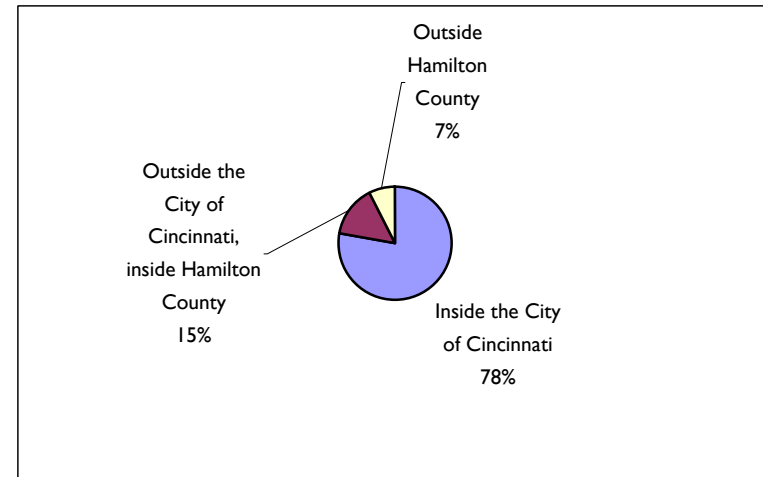 Outside
Hamilton
County
7%
Outside the
City of
Cincinnati,
inside Hamilton
County
15%
Inside the City
of Cincinnati
78%